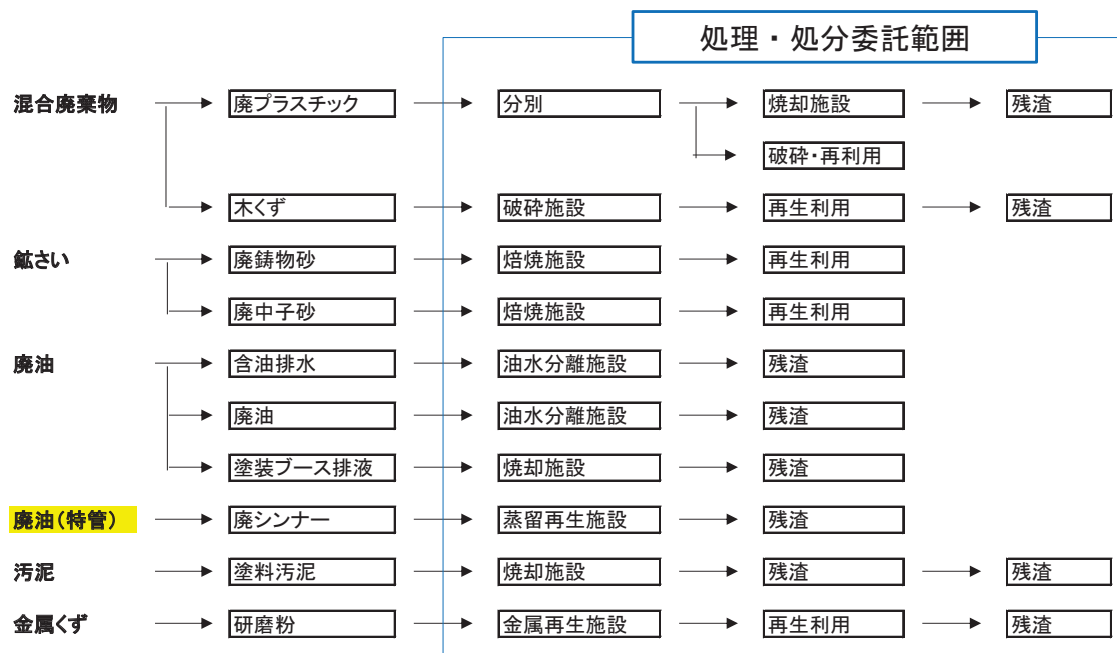 処理・処分委託範囲
混合廃棄物 廃プラスチック 分別 焼却施設 残渣
破砕・再利用
木くず 破砕施設 再生利用 残渣
鉱さい 廃鋳物砂 焙焼施設 再生利用
廃中子砂 焙焼施設 再生利用
廃油 含油排水 油水分離施設 残渣
廃油 油水分離施設 残渣
塗装ブース排液 焼却施設 残渣
廃油(特管) 廃シンナー 蒸留再生施設 残渣
汚泥 塗料汚泥 焼却施設 残渣 残渣
金属くず 研磨粉 金属再生施設 再生利用 残渣